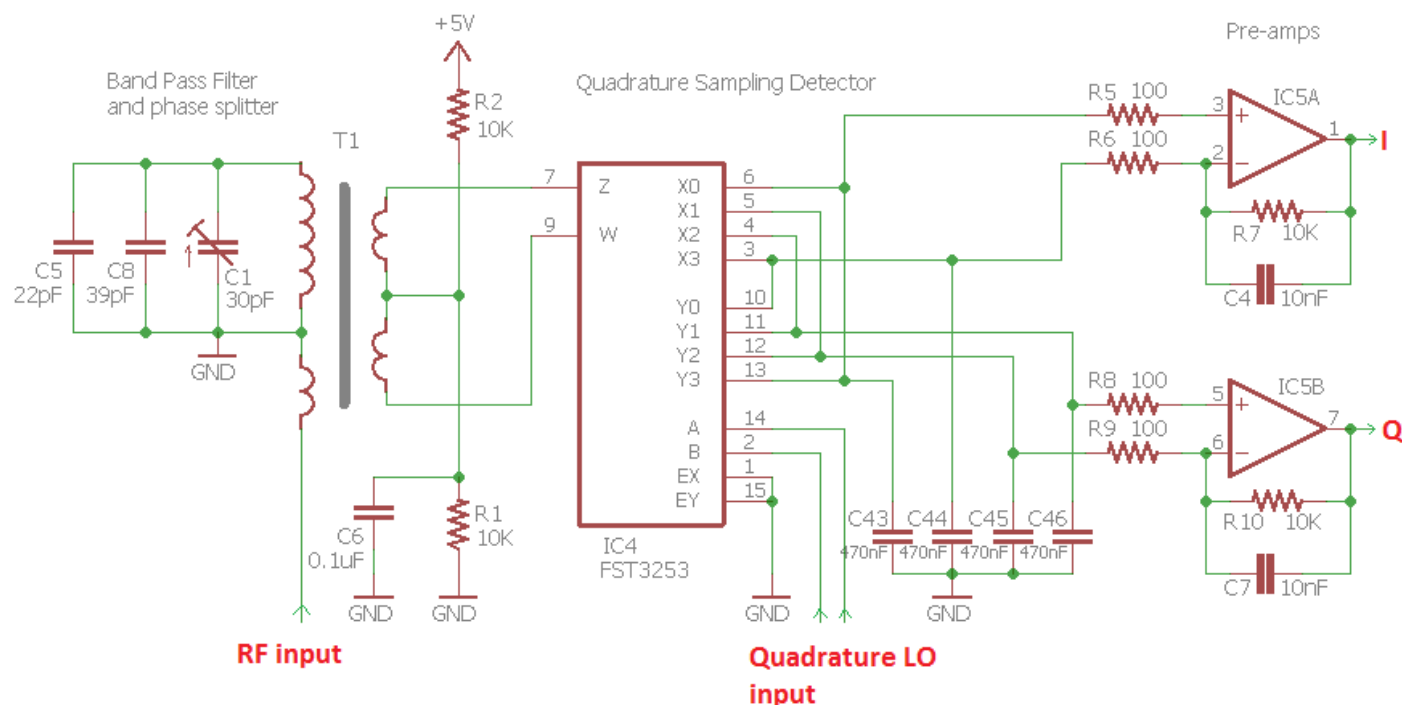 Pre-amps
+5V
Band Pass Filter
and phase splitter
Quadrature Sampling Detector
T1
R2
10K
R5 100
R6
100
IC5A
3
+
2
−
1
I
R7
10K
C4
10nF
C5
22pF
C8
39pF
C1
30pF
GND
7
Z
9
W
X0
6
X1
5
X2
4
X3
3
Y0
10
Y1
11
Y2
12
Y3
13
A
14
B
2
EX
1
EY
15
IC4
FST3253
R8 100
R9
100
IC5B
5
+
6
−
7
Q
R10
10K
C7
10nF
C6
0.1uF
R1
10K
C43
470nF
C44
470nF
C45
470nF
C46
470nF
GND
GND
GND
GND
RF input
Quadrature LO
input